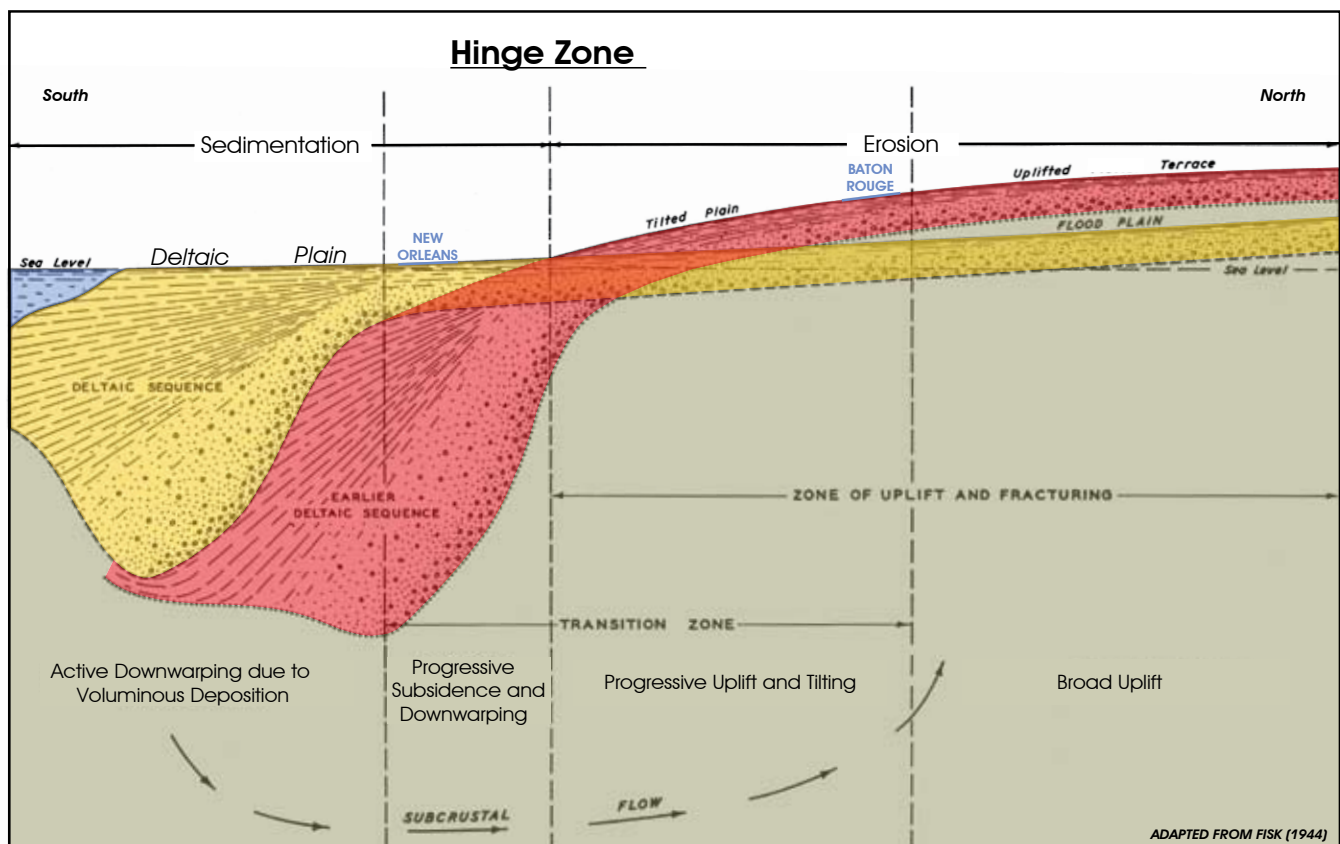 Hinge Zone
South
North
Sedimentation
Erosion
BATON
ROUGE
Uplifted Terrace
Tilted Plain
FLOOD PLAIN
NEW
ORLEANS
Sea Level
Deltaic Plain
Sea Level
DELTAIC SEQUENCE
EARLIER
DELTAIC SEQUENCE
ZONE OF UPLIFT AND FRACTURING
TRANSITION ZONE
Active Downwarping due to
Voluminous Deposition
Progressive
Subsidence and
Downwarping
Progressive Uplift and Tilting
Broad Uplift
SUBCRUSTAL FLOW
ADAPTED FROM FISK (1944)